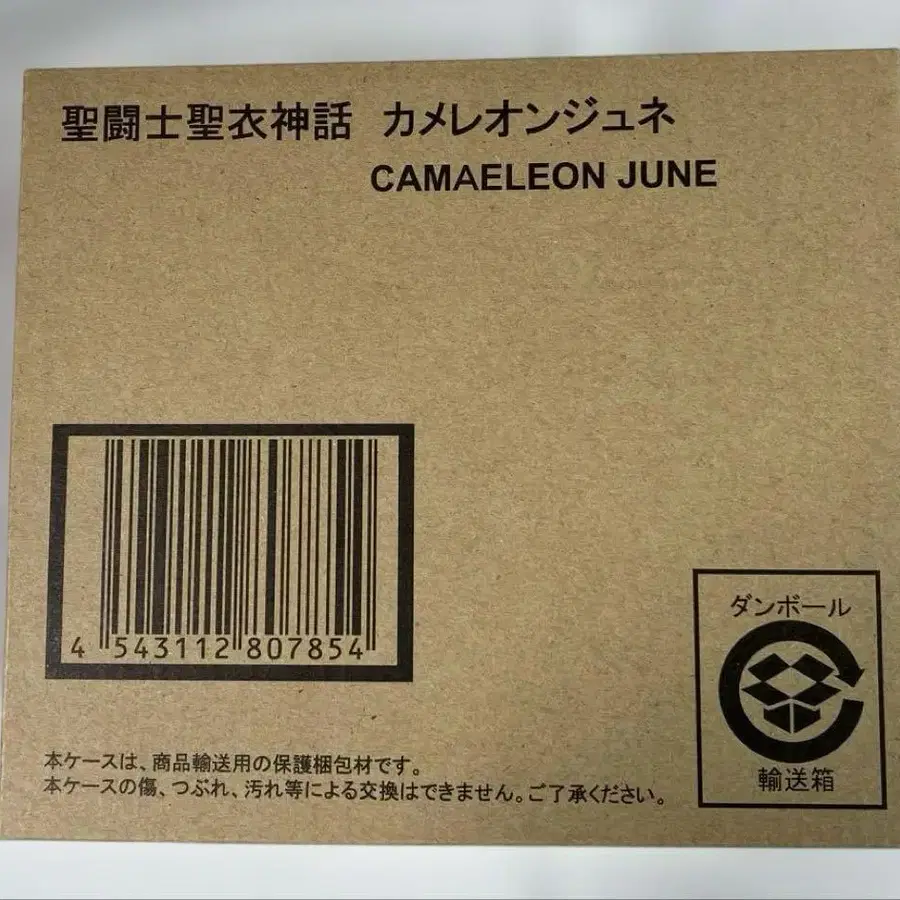 聖闘士聖衣神話 カメレオンジュネ
CAMAELEON JUNE
4 543112 807854
ダンボール
輸送箱
本ケースは、商品輸送用の保護梱包材です。
本ケースの傷、つぶれ、汚れ等による交換はできません。ご了承ください。